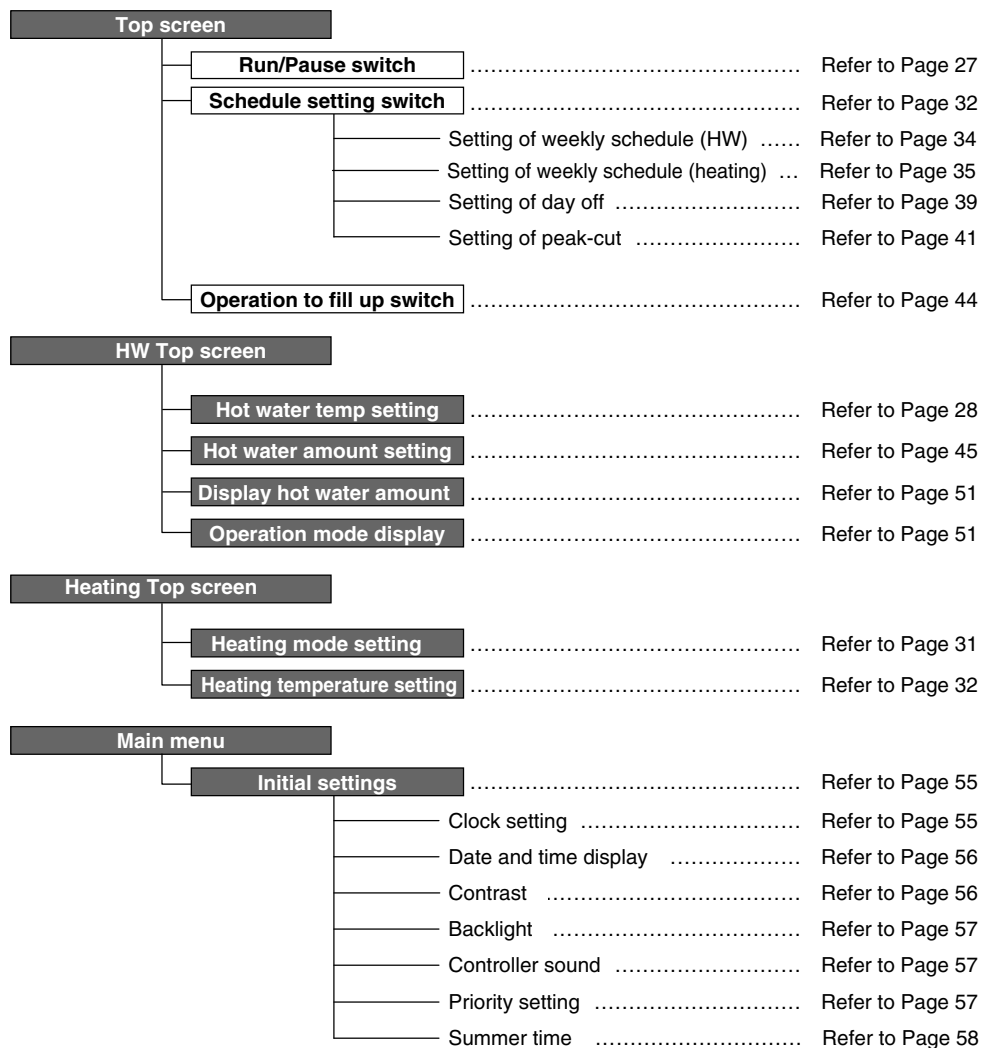 Top screen
Run/Pause switch ................................................ Refer to Page 27
Schedule setting switch ................................................ Refer to Page 32
Setting of weekly schedule (HW) ...... Refer to Page 34
Setting of weekly schedule (heating) ... Refer to Page 35
Setting of day off ........................... Refer to Page 39
Setting of peak-cut ........................ Refer to Page 41
Operation to fill up switch ................................................ Refer to Page 44
HW Top screen
Hot water temp setting ................................................ Refer to Page 28
Hot water amount setting ................................................ Refer to Page 45
Display hot water amount ................................................ Refer to Page 51
Operation mode display ................................................ Refer to Page 51
Heating Top screen
Heating mode setting ................................................ Refer to Page 31
Heating temperature setting ................................................ Refer to Page 32
Main menu
Initial settings ................................................ Refer to Page 55
Clock setting ................................ Refer to Page 55
Date and time display ................... Refer to Page 56
Contrast ..................................... Refer to Page 56
Backlight .................................... Refer to Page 57
Controller sound ........................... Refer to Page 57
Priority setting .............................. Refer to Page 57
Summer time .............................. Refer to Page 58